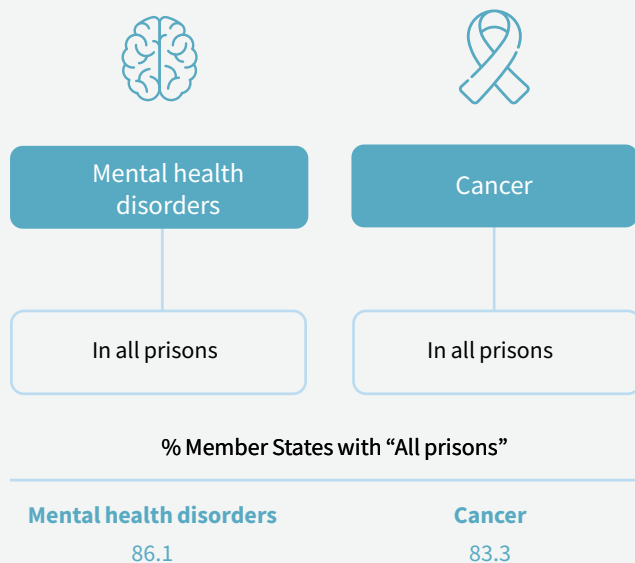 Mental health
disorders
Cancer
In all prisons
In all prisons
% Member States with “All prisons”
Mental health disorders
Cancer
86.1
83.3